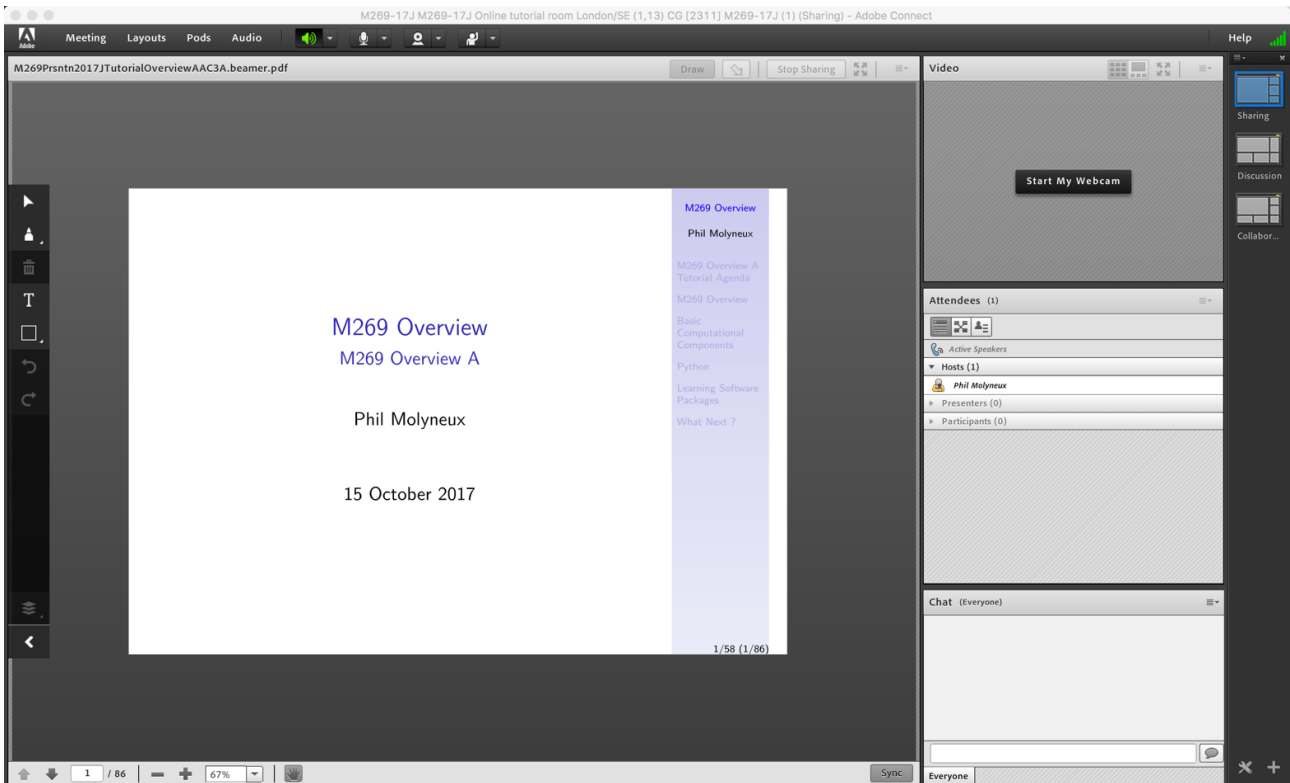 M269-17J M269-17J Online tutorial room London/SE (1,13) CG [2311] M269-17J (1) (Sharing) - Adobe Connect
Adobe
Meeting
Layouts
Pods
Audio
Help
M269Prsntn2017JTutorialOverviewAAC3A.beamer.pdf
Draw
Stop Sharing
M269 Overview
M269 Overview A
Phil Molyneux
15 October 2017
M269 Overview
Phil Molyneux
M269 Overview A
Tutorial Agenda
M269 Overview
Basic
Computational
Components
Python
Learning Software
Packages
What Next ?
1/58 (1/86)
1 / 86
67%
Sync
Video
Start My Webcam
Attendees (1)
Active Speakers
Hosts (1)
Phil Molyneux
Presenters (0)
Participants (0)
Chat (Everyone)
Everyone
Sharing
Discussion
Collabor...